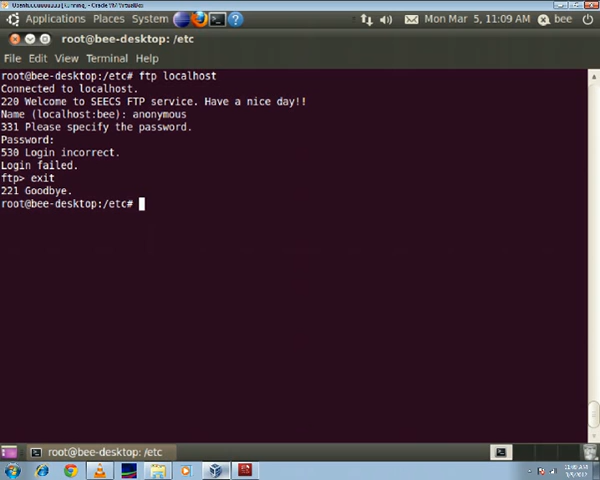 Applications Places System
Mon Mar 5, 11:09 AM
bee
root@bee-desktop: /etc
File Edit View Terminal Help
root@bee-desktop:/etc# ftp localhost
Connected to localhost.
220 Welcome to SEECS FTP service. Have a nice day!!
Name (localhost:bee): anonymous
331 Please specify the password.
Password:
530 Login incorrect.
Login failed.
ftp> exit
221 Goodbye.
root@bee-desktop:/etc#
root@bee-desktop: /etc